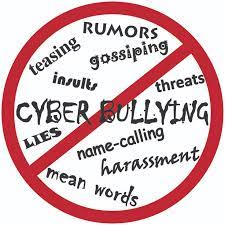 RUMORS
teasing
gossiping
insults
threats
CYBER BULLYING
LIES
name-calling
harassment
mean words